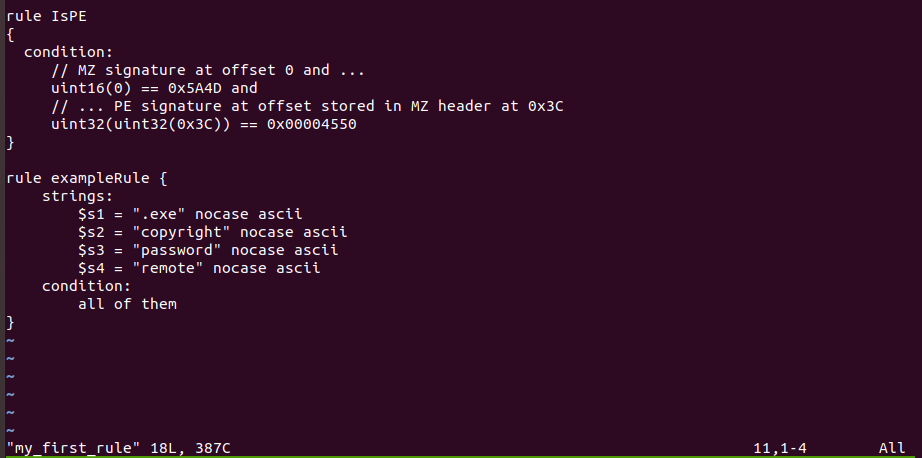 rule IsPE
{
  condition:
     // MZ signature at offset 0 and ...
     uint16(0) == 0x5A4D and
     // ... PE signature at offset stored in MZ header at 0x3C
     uint32(uint32(0x3C)) == 0x00004550
}

rule exampleRule {
    strings:
        $s1 = ".exe" nocase ascii
        $s2 = "copyright" nocase ascii
        $s3 = "password" nocase ascii
        $s4 = "remote" nocase ascii
    condition:
        all of them
}
~
~
~
~
~
~
"my_first_rule" 18L, 387C 11,1-4 All